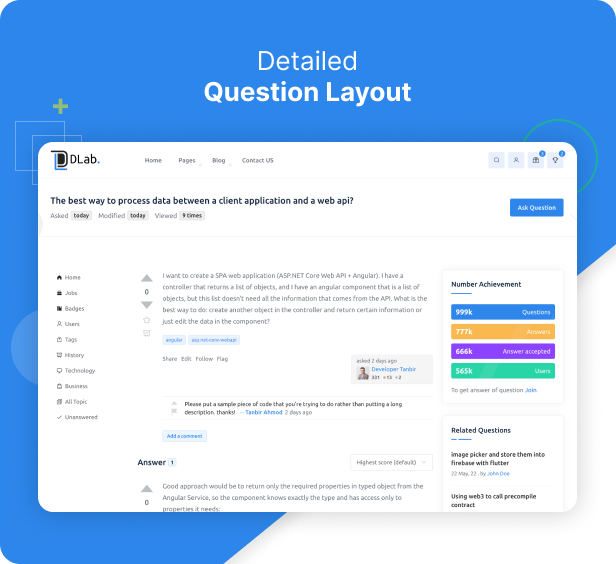 Detailed
Question Layout
DLab.
Home Pages Blog Contact US
The best way to process data between a client application and a web api?
Asked today Modified today Viewed 9 times
Ask Question
Home
Jobs
Badges
Users
Tags
History
Technology
Business
All Topic
Unanswered
0
I want to create a SPA web application (ASP.NET Core Web API + Angular). I have
a controller that returns a list of objects, and I have an angular component that is a list of
objects, but this list doesn't need all the information that comes from the API. What is the
best way to do: create another object in the controller and return certain information or
just edit the data in the component?
angular asp.net-core-webapi
Share Edit Follow Flag
asked 2 days ago
Developer Tanbir
Please put a sample piece of code that you're trying to do rather than putting a long
description. thanks! — Tanbir Ahmod 2 days ago
Add a comment
Answer 1
Highest score (default)
0
Good approach would be to return only the required properties in typed object from the
Angular Service, so the component knows exactly the type and has access only to
properties it needs:
Number Achievement
999k Questions
777k Answers
666k Answer accepted
565k Users
To get answer of question Join
Related Questions
image picker and store them into
firebase with flutter
22 May, 22 . by John Doe
Using web3 to call precompile
contract